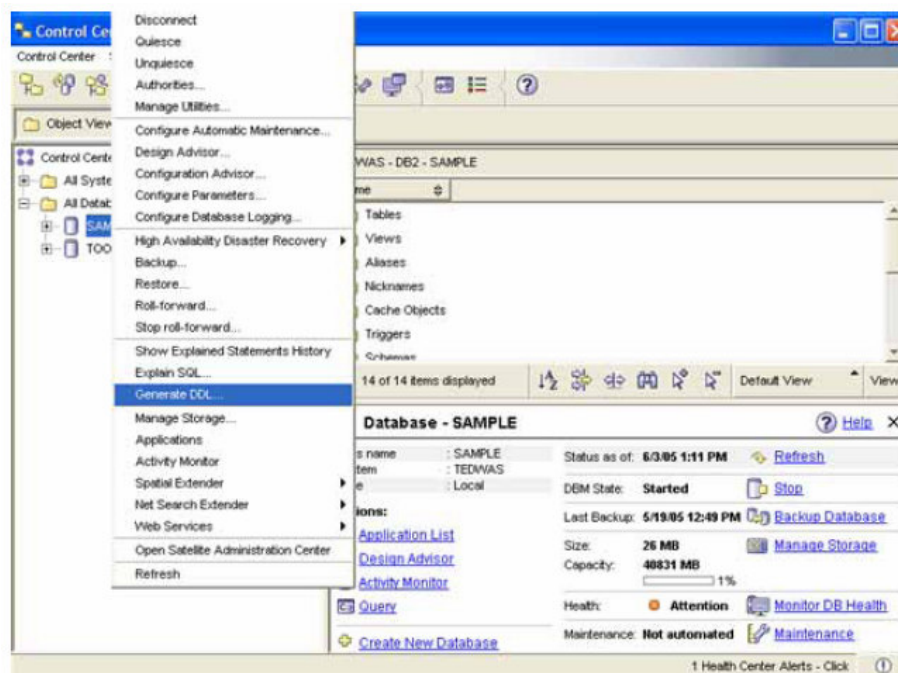 Control Ce
Control Center
Object View
Control Cente
All Syste
All Datab
SAM
TOO
Disconnect
Quiesce
Unquiesce
Authorities...
Manage Utilities...
Configure Automatic Maintenance...
Design Advisor...
Configuration Advisor...
Configure Parameters...
Configure Database Logging...
High Availability Disaster Recovery
Backup...
Restore...
Roll-forward...
Stop roll-forward...
Show Explained Statements History
Explain SQL...
Generate DDL...
Manage Storage...
Applications
Activity Monitor
Spatial Extender
Net Search Extender
Web Services
Open Satellite Administration Center
Refresh
WAS - DB2 - SAMPLE
me
Tables
Views
Aliases
Nicknames
Cache Objects
Triggers
Schemas
14 of 14 items displayed Default View View
Database - SAMPLE Help
s name : SAMPLE
tem : TEDWAS
e : Local
ions:
Application List
Design Advisor
Activity Monitor
Query
Create New Database
Status as of: 6/3/05 1:11 PM Refresh
DBM State: Started Stop
Last Backup: 5/19/05 12:49 PM Backup Database
Size: 26 MB Manage Storage
Capacity: 40831 MB
1%
Health: Attention Monitor DB Health
Maintenance: Not automated Maintenance
1 Health Center Alerts - Click